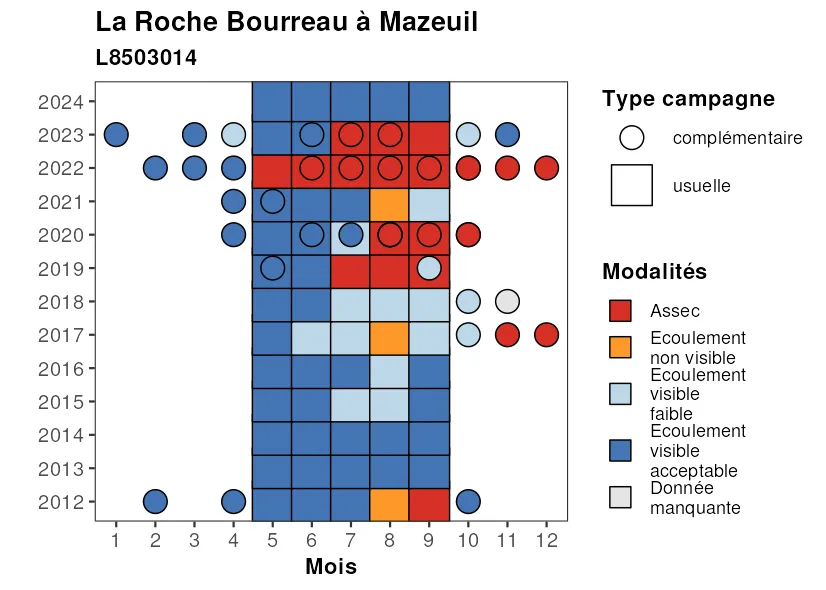 La Roche Bourreau à Mazeuil
L8503014
2024
2023
2022
2021
2020
2019
2018
2017
2016
2015
2014
2013
2012
1 2 3 4 5 6 7 8 9 10 11 12
Mois
Type campagne
complémentaire
usuelle
Modalités
Assec
Ecoulement
non visible
Ecoulement
visible
faible
Ecoulement
visible
acceptable
Donnée
manquante